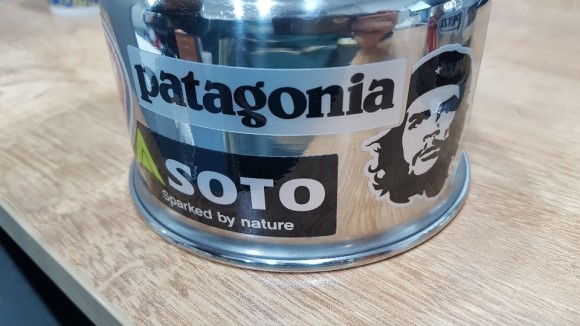 patagonia
SOTO
Sparked by nature